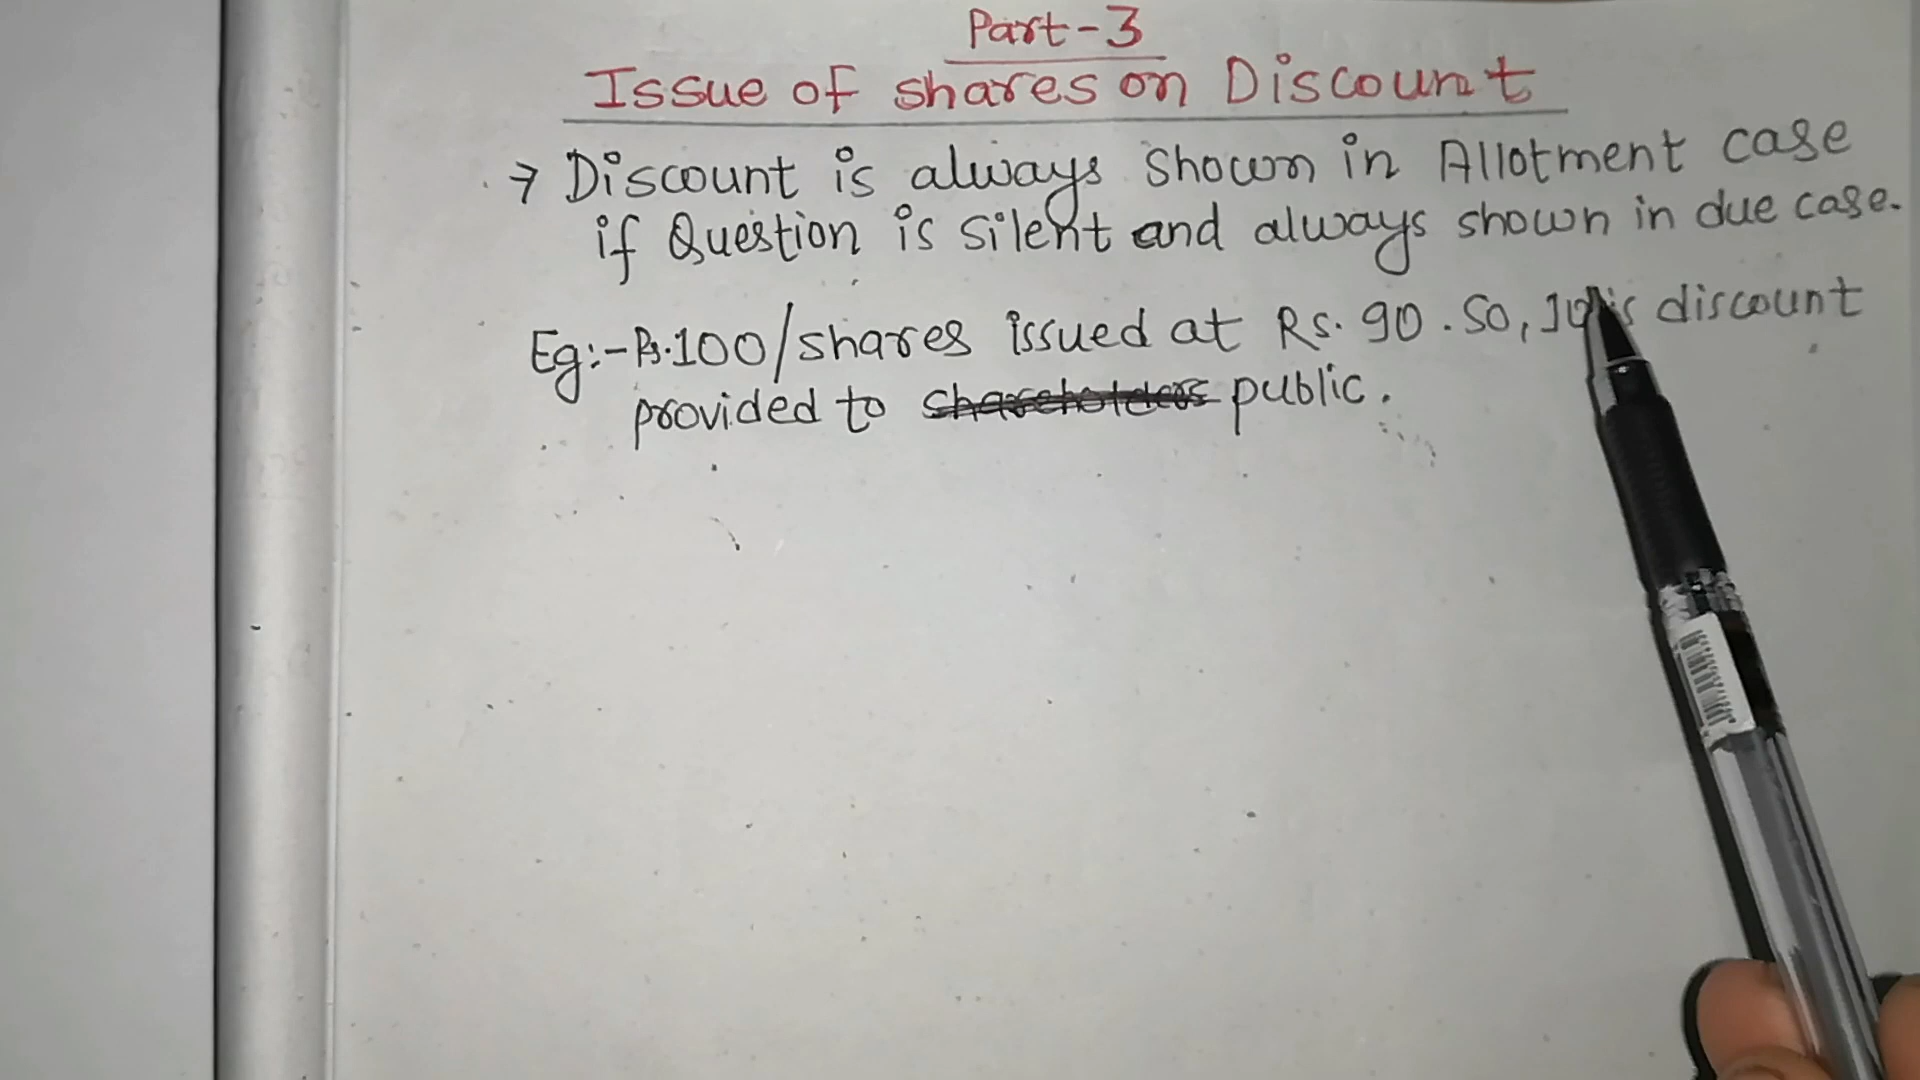 Part-3
Issue of shares on Discount
→ Discount is always shown in Allotment case
if Question is silent and always shown in due case.
Eg:-Rs.100/shares issued at Rs. 90. So, 10 is discount
provided to shareholders public.